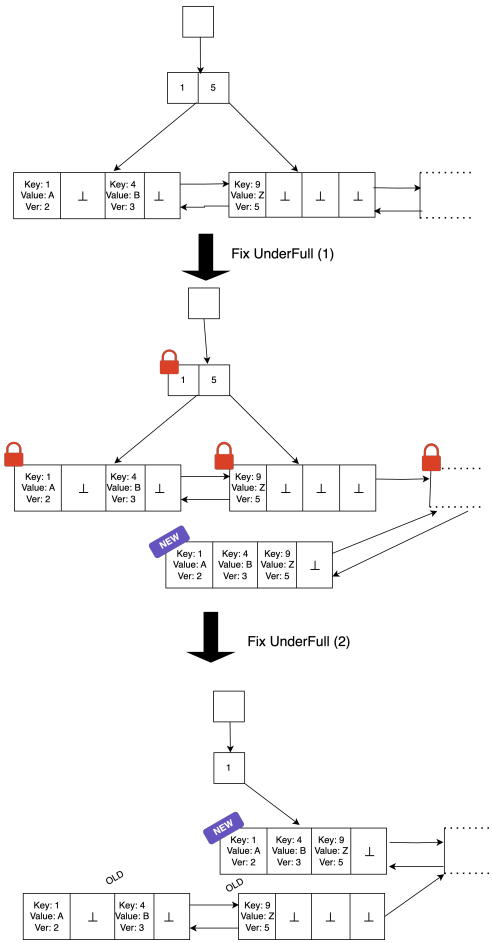 1 5
Key: 1
Value: A
Ver: 2
⊥
Key: 4
Value: B
Ver: 3
⊥
Key: 9
Value: Z
Ver: 5
⊥
⊥
⊥
Fix UnderFull (1)
1 5
Key: 1
Value: A
Ver: 2
⊥
Key: 4
Value: B
Ver: 3
⊥
Key: 9
Value: Z
Ver: 5
⊥
⊥
⊥
NEW
Key: 1
Value: A
Ver: 2
Key: 4
Value: B
Ver: 3
Key: 9
Value: Z
Ver: 5
⊥
Fix UnderFull (2)
1
NEW
Key: 1
Value: A
Ver: 2
Key: 4
Value: B
Ver: 3
Key: 9
Value: Z
Ver: 5
⊥
OLD
Key: 1
Value: A
Ver: 2
⊥
Key: 4
Value: B
Ver: 3
⊥
OLD
Key: 9
Value: Z
Ver: 5
⊥
⊥
⊥